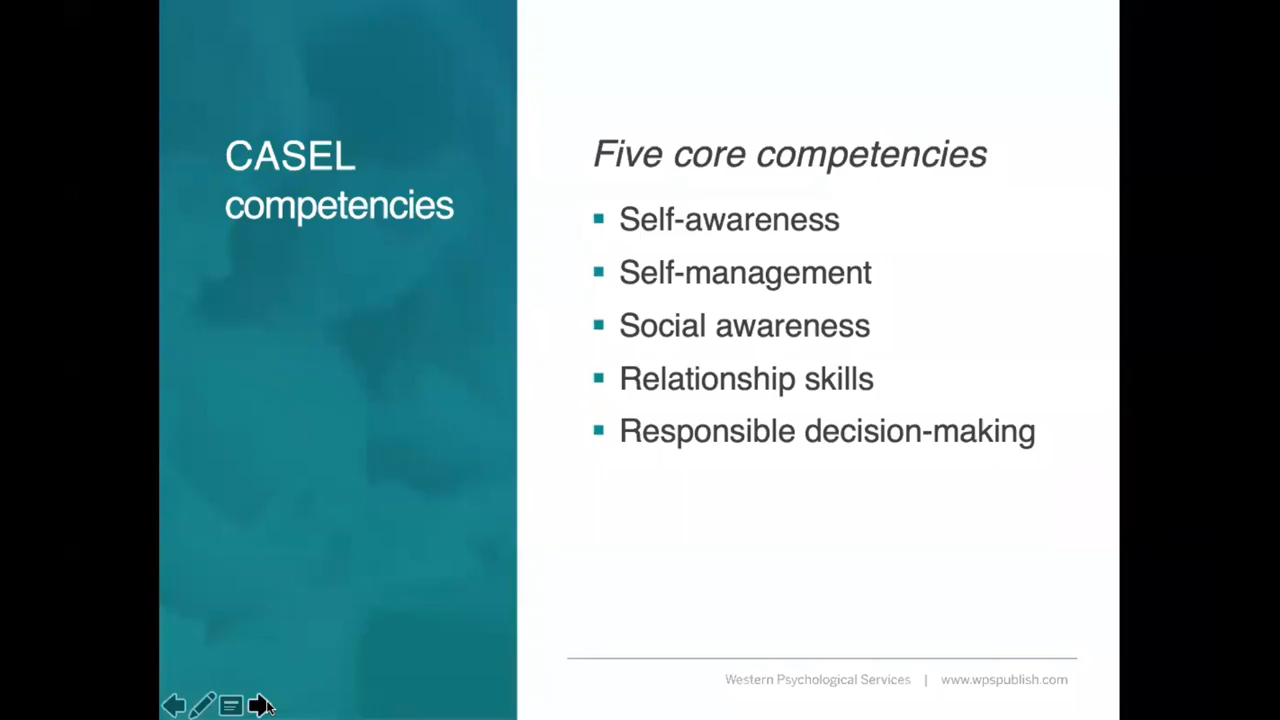 CASEL
competencies
Five core competencies
Self-awareness
Self-management
Social awareness
Relationship skills
Responsible decision-making
Western Psychological Services | www.wpspublish.com